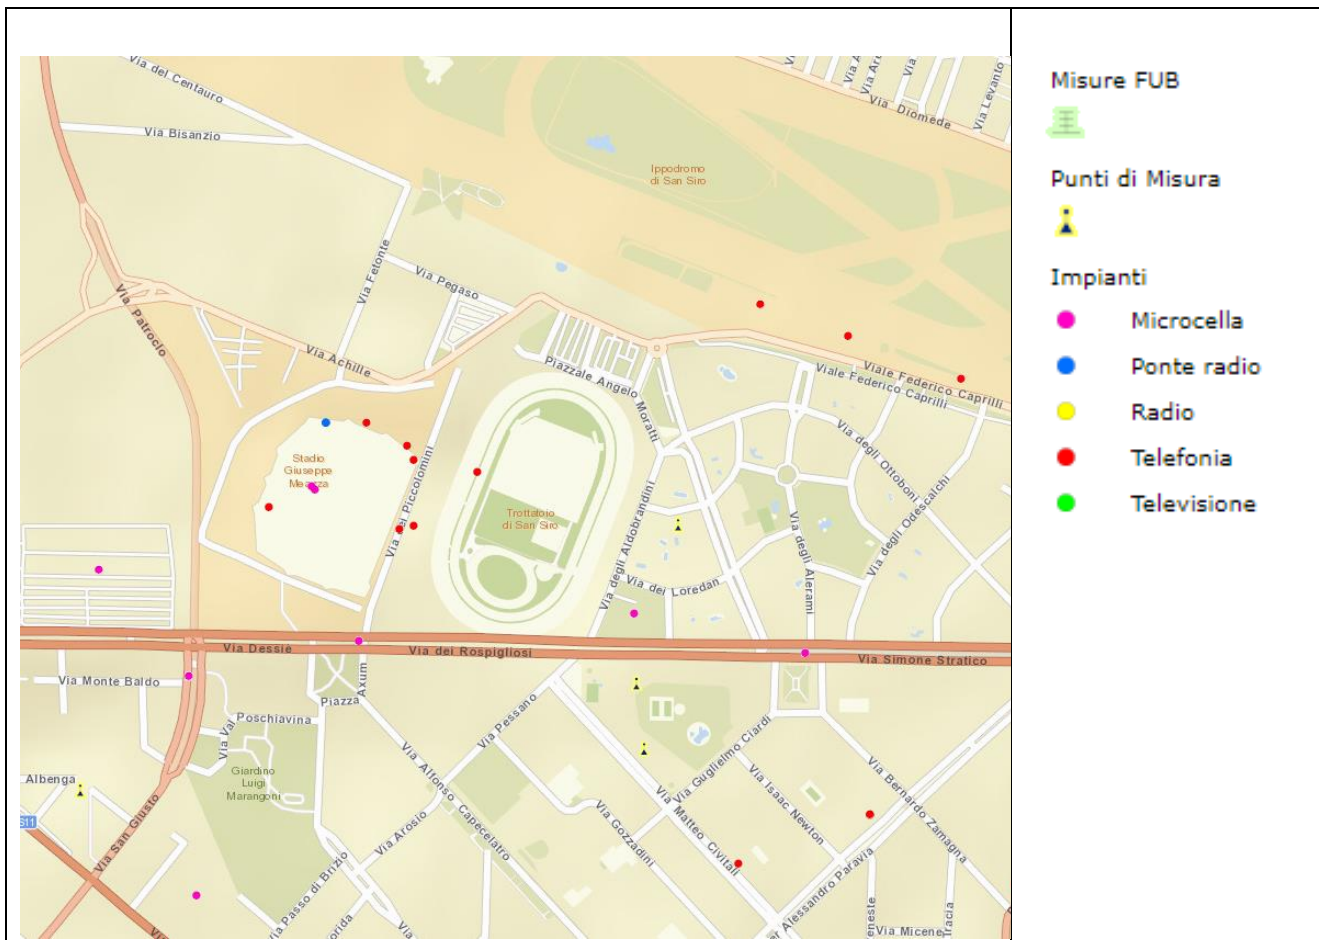 Via del Centauro
Via Bisanzio
Via Diomede
Via Levanto
Ippodromo
di San Siro
Via Fetonte
Via Pegaso
Via Patroclo
Via Achille
Piazzale Angelo Moratti
Viale Federico Caprilli
Viale Federico Caprilli
Stadio
Giuseppe
Meazza
Via dei Piccolomini
Trottatoio
di San Siro
Via degli Aldobrandini
Via degli Ottoboni
Via degli Odescalchi
Via degli Alerami
Via dei Loredan
Via Dessiè
Via dei Rospigliosi
Via Simone Stratico
Via Monte Baldo
Piazza Axum
Via Val Poschiavina
Via Pessano
Giardino
Luigi
Marangoni
Albenga
S11
Via San Giusto
Via Alfonso Capecelatro
Via Arosio
Via Passo di Brizio
Via Gozzadini
Via Matteo Civitali
Via Guglielmo Ciardi
Via Isaac Newton
Via Bernardo Zamagna
Alessandro Paravia
Via Micene
Misure FUB
Punti di Misura
Impianti
Microcella
Ponte radio
Radio
Telefonia
Televisione